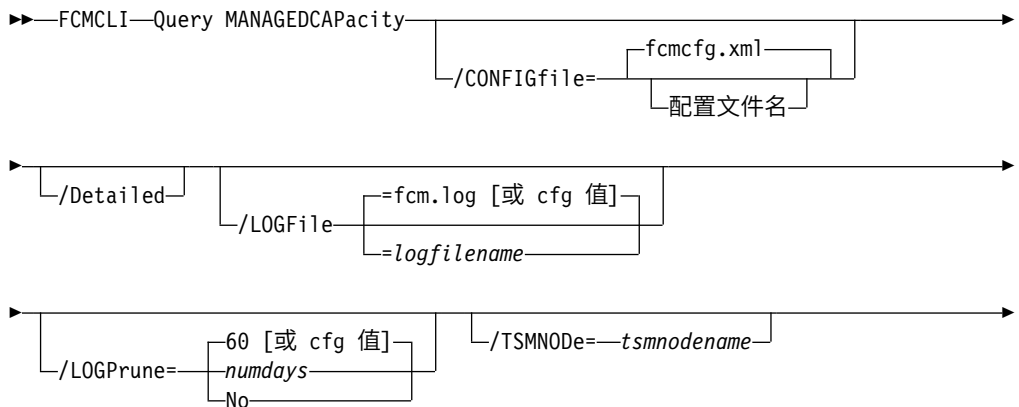 FCMCLI Query MANAGEDCAPacity
fcmcfg.xml
/CONFIGfile=
配置文件名
/Detailed
=fcm.log [或 cfg 值]
/LOGFile
=logfilename
60 [或 cfg 值]
/LOGPrune=
numdays
No
/TSMNODe= tsmnodename